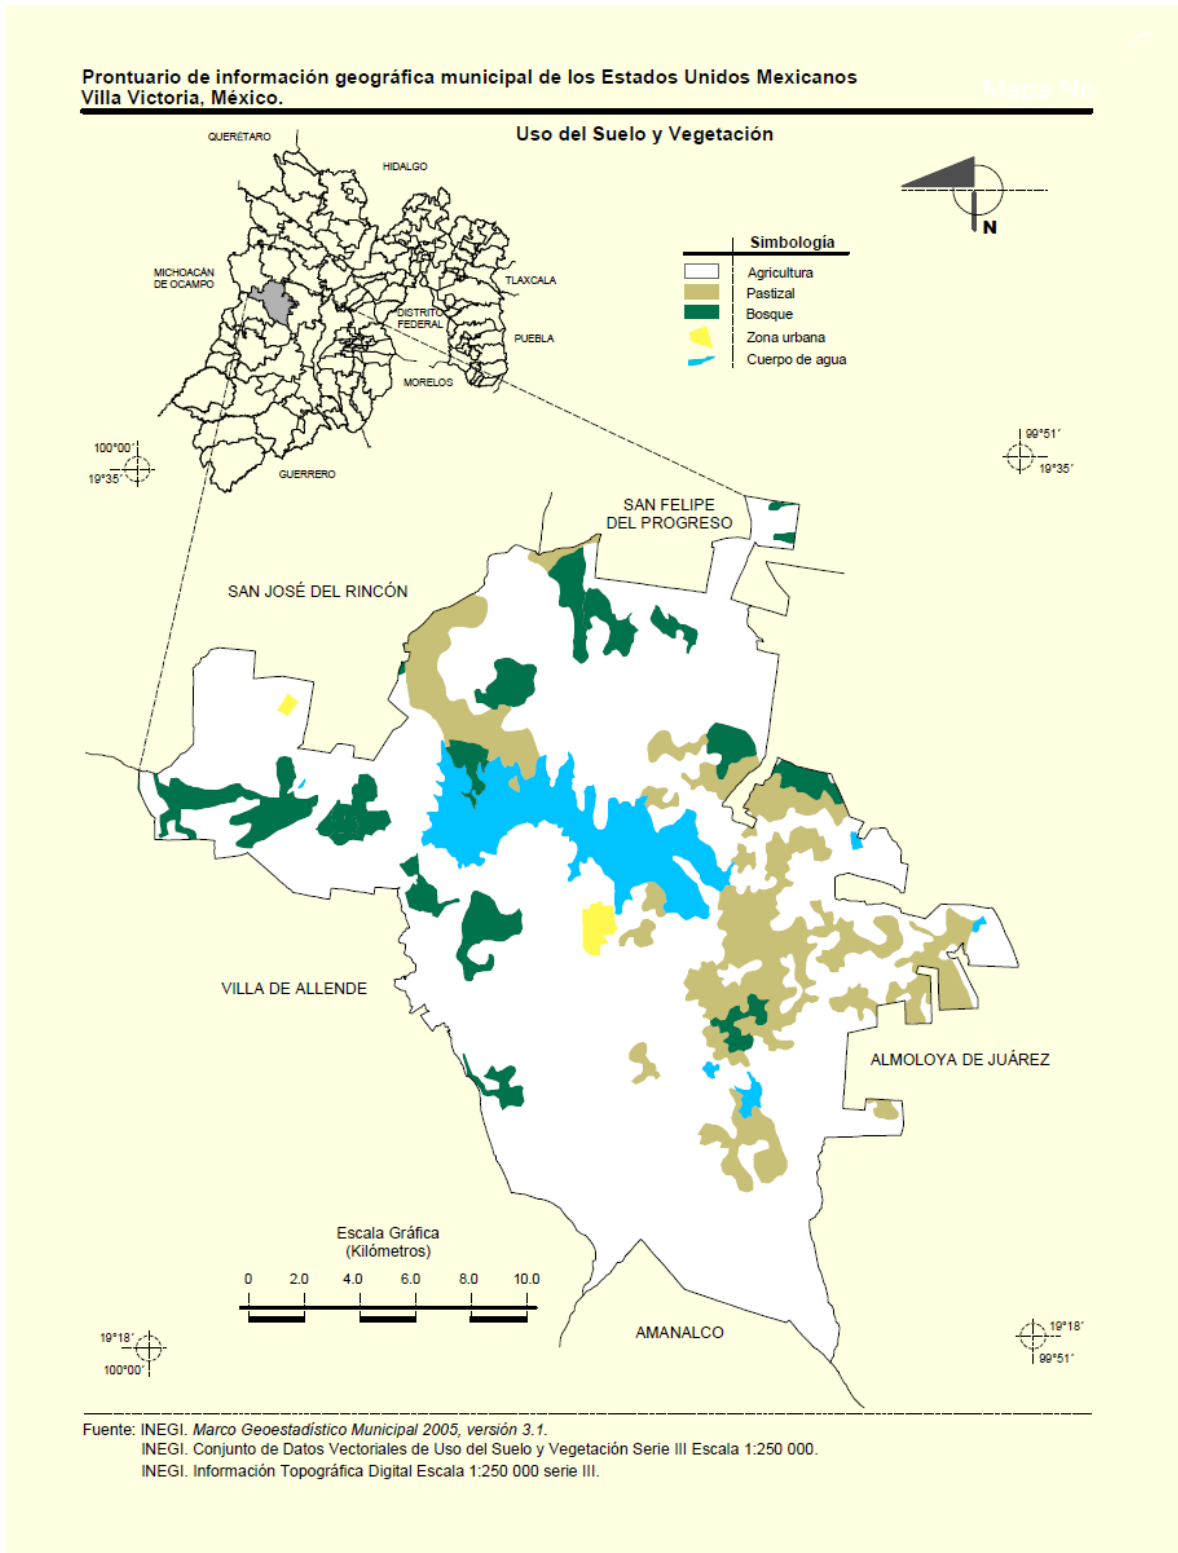 Mapa No
Prontuario de información geográfica municipal de los Estados Unidos Mexicanos
Villa Victoria, México.
Uso del Suelo y Vegetación
QUERÉTARO
HIDALGO
MICHOACÁN
DE OCAMPO
TLAXCALA
DISTRITO
FEDERAL
PUEBLA
MORELOS
GUERRERO
N
Simbología
Agricultura
Pastizal
Bosque
Zona urbana
Cuerpo de agua
100°00´
19°35´
99°51´
19°35´
SAN FELIPE
DEL PROGRESO
SAN JOSÉ DEL RINCÓN
VILLA DE ALLENDE
ALMOLOYA DE JUÁREZ
AMANALCO
Escala Gráfica
(Kilómetros)
0 2.0 4.0 6.0 8.0 10.0
19°18´
100°00´
19°18´
99°51´
Fuente: INEGI. Marco Geoestadístico Municipal 2005, versión 3.1.
INEGI. Conjunto de Datos Vectoriales de Uso del Suelo y Vegetación Serie III Escala 1:250 000.
INEGI. Información Topográfica Digital Escala 1:250 000 serie III.